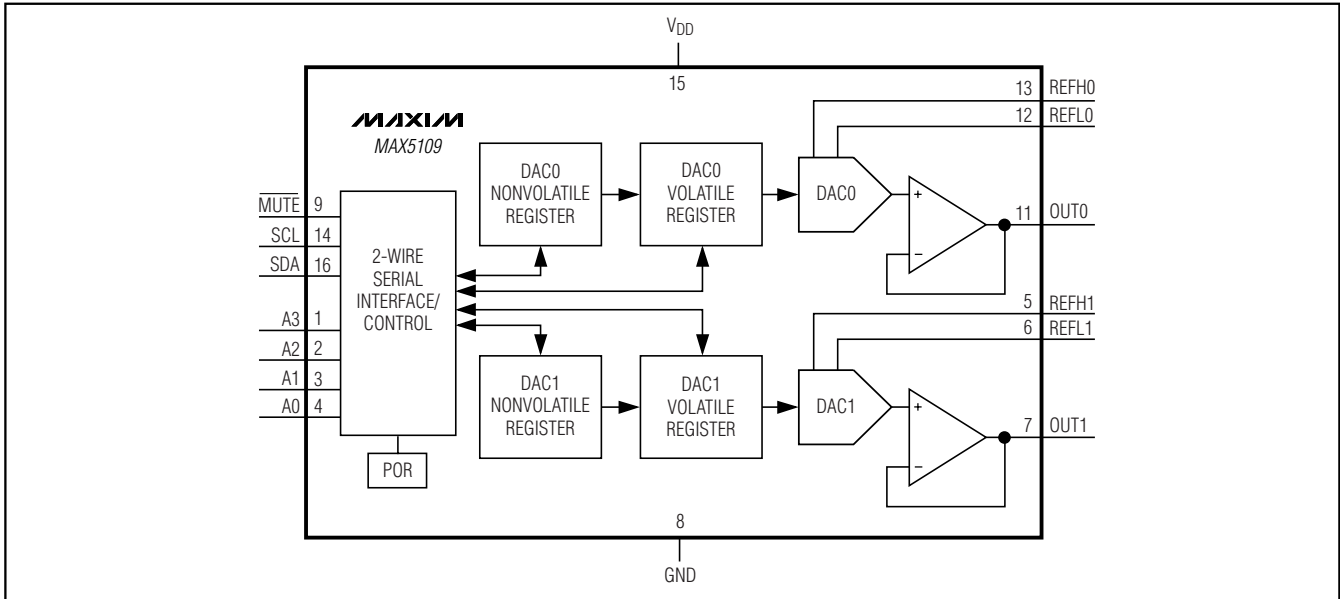 VDD
15
MAXIM
MAX5109
13 REFH0
12 REFL0
DAC0
NONVOLATILE
REGISTER
DAC0
VOLATILE
REGISTER
DAC0
+
−
11 OUT0
MUTE 9
SCL 14
SDA 16
A3 1
A2 2
A1 3
A0 4
2-WIRE
SERIAL
INTERFACE/
CONTROL
POR
5 REFH1
6 REFL1
DAC1
NONVOLATILE
REGISTER
DAC1
VOLATILE
REGISTER
DAC1
+
−
7 OUT1
8
GND